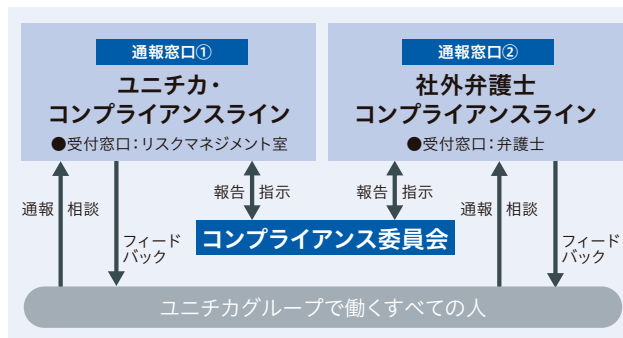 通報窓口①
ユニチカ・
コンプライアンスライン
●受付窓口：リスクマネジメント室
通報窓口②
社外弁護士
コンプライアンスライン
●受付窓口：弁護士
通報 相談
フィード
バック
報告 指示
報告 指示
通報 相談
フィード
バック
コンプライアンス委員会
ユニチカグループで働くすべての人